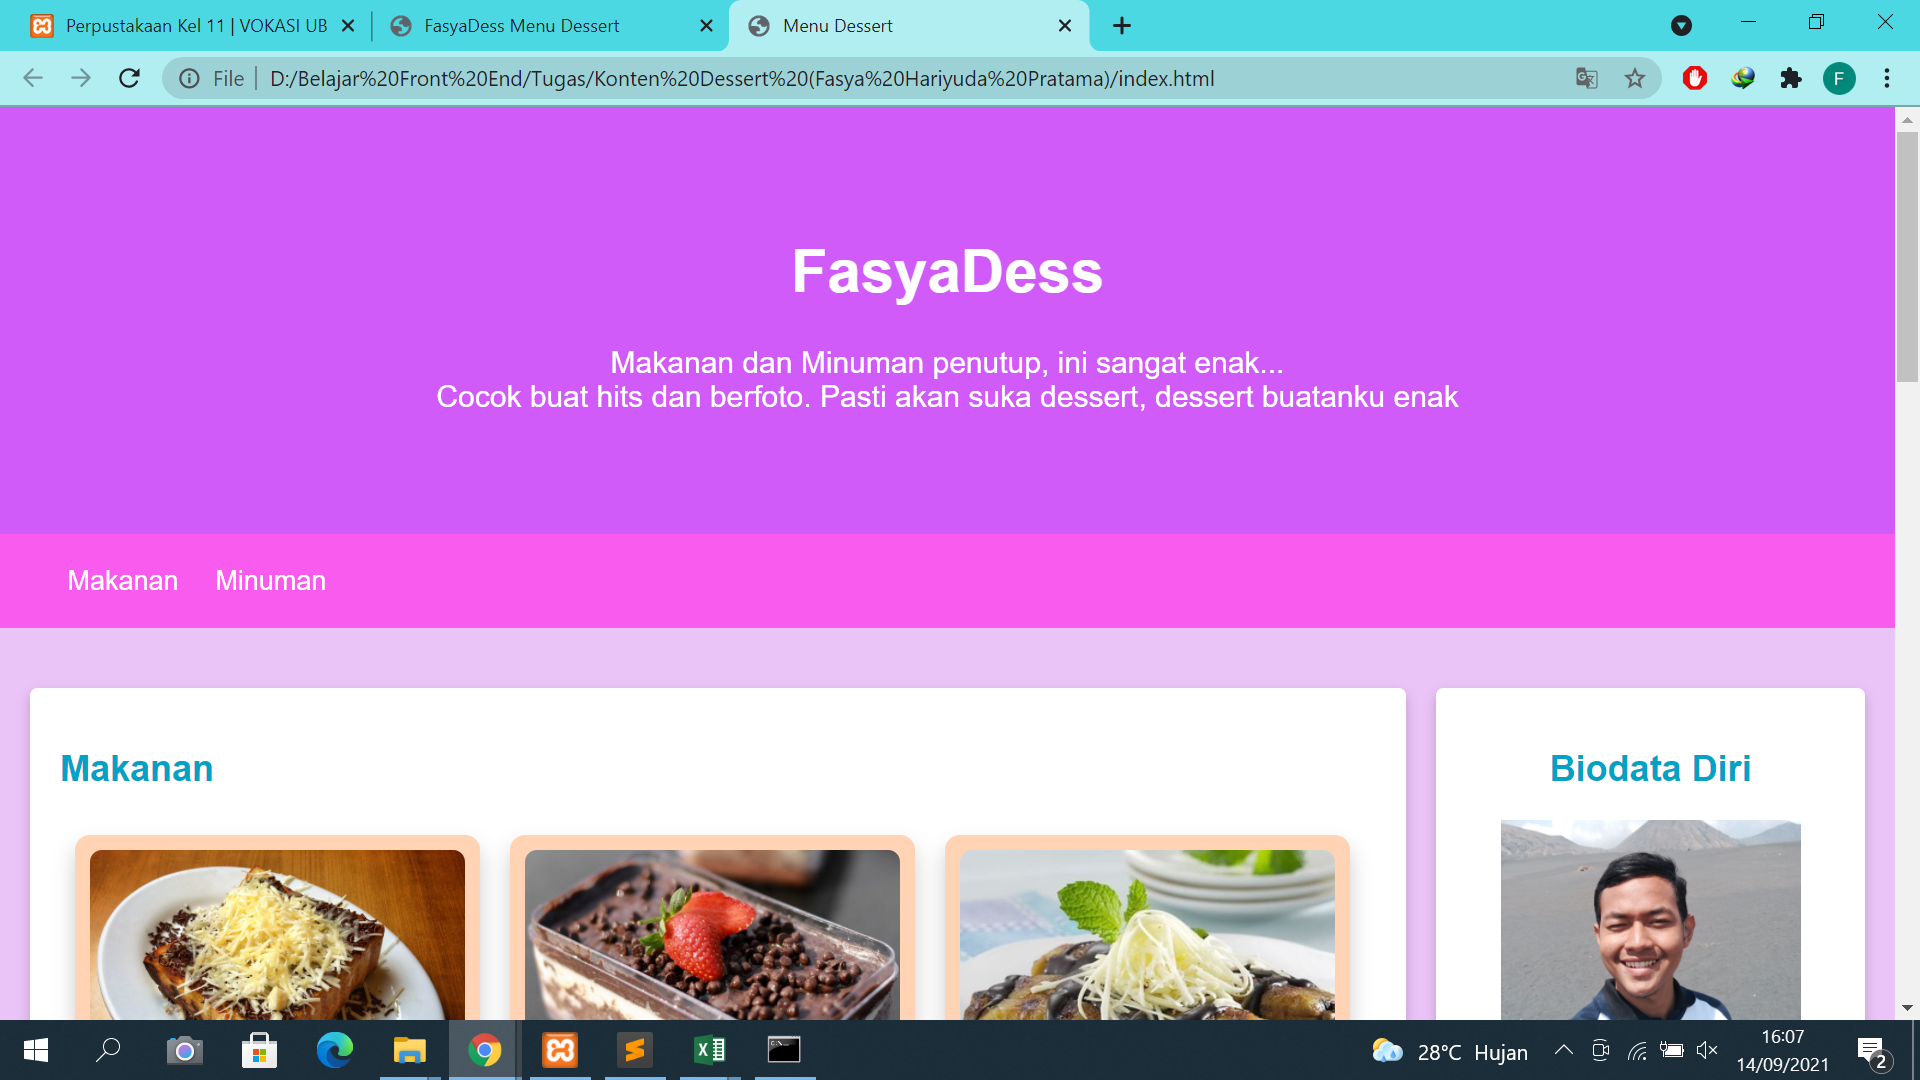 Perpustakaan Kel 11 | VOKASI UB
FasyaDess Menu Dessert
Menu Dessert
File
D:/Belajar%20Front%20End/Tugas/Konten%20Dessert%20(Fasya%20Hariyuda%20Pratama)/index.html
F
FasyaDess
Makanan dan Minuman penutup, ini sangat enak...
Cocok buat hits dan berfoto. Pasti akan suka dessert, dessert buatanku enak
Makanan
Minuman
Makanan
Biodata Diri
28°C Hujan
16:07
14/09/2021
2